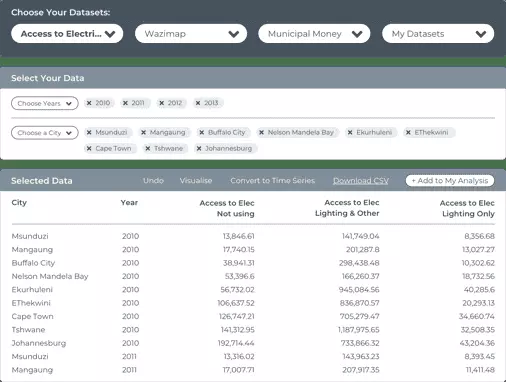 Choose Your Datasets:
Access to Electri... Wazimap Municipal Money My Datasets
Select Your Data
Choose Years × 2010 × 2011 × 2012 × 2013
Choose a City × Msunduzi × Mangaung × Buffalo City × Nelson Mandela Bay × Ekurhuleni × EThekwini
× Cape Town × Tshwane × Johannesburg
Selected Data Undo Visualise Convert to Time Series Download CSV + Add to My Analysis
City Year Access to Elec Access to Elec Access to Elec
Not using Lighting & Other Lighting Only
Msunduzi 2010 13,846.61 141,749.04 8,356.68
Mangaung 2010 17,740.15 201,287.8 13,027.27
Buffalo City 2010 38,941.31 298,438.48 10,302.62
Nelson Mandela Bay 2010 53,396.6 166,260.37 18,732.56
Ekurhuleni 2010 56,732.02 945,084.56 40,285.6
EThekwini 2010 106,637.52 836,870.57 20,293.13
Cape Town 2010 126,747.21 705,279.47 34,660.74
Tshwane 2010 141,312.95 1,187,975.65 32,508.35
Johannesburg 2010 192,714.44 733,866.32 43,204.36
Msunduzi 2011 13,316.02 143,963.23 8,393.45
Mangaung 2011 17,007.71 207,917.35 11,411.48